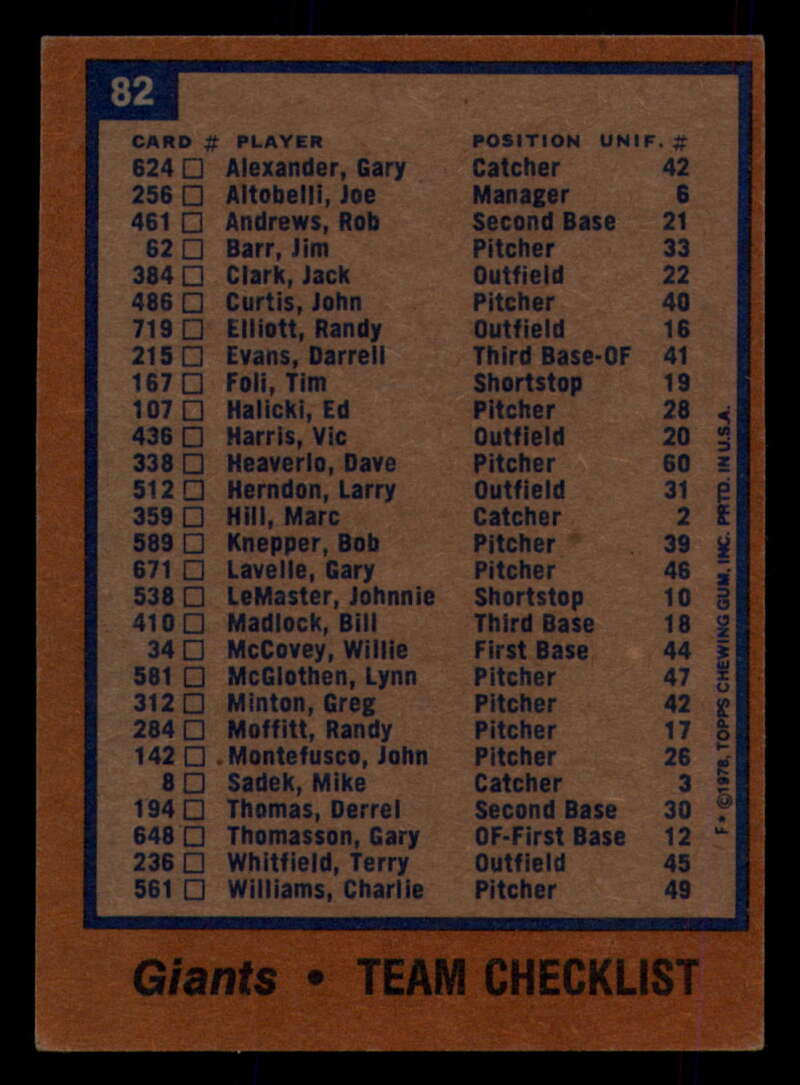 82
CARD # PLAYER POSITION UNIF. #
624 Alexander, Gary Catcher 42
256 Altobelli, Joe Manager 6
461 Andrews, Rob Second Base 21
62 Barr, Jim Pitcher 33
384 Clark, Jack Outfield 22
486 Curtis, John Pitcher 40
719 Elliott, Randy Outfield 16
215 Evans, Darrell Third Base-OF 41
167 Foli, Tim Shortstop 19
107 Halicki, Ed Pitcher 28
436 Harris, Vic Outfield 20
338 Heaverlo, Dave Pitcher 60
512 Herndon, Larry Outfield 31
359 Hill, Marc Catcher 2
589 Knepper, Bob Pitcher 39
671 Lavelle, Gary Pitcher 46
538 LeMaster, Johnnie Shortstop 10
410 Madlock, Bill Third Base 18
34 McCovey, Willie First Base 44
581 McGlothen, Lynn Pitcher 47
312 Minton, Greg Pitcher 42
284 Moffitt, Randy Pitcher 17
142 Montefusco, John Pitcher 26
8 Sadek, Mike Catcher 3
194 Thomas, Derrel Second Base 30
648 Thomasson, Gary OF-First Base 12
236 Whitfield, Terry Outfield 45
561 Williams, Charlie Pitcher 49
F* ©1978, TOPPS CHEWING GUM, INC. PRTD. IN U.S.A.
Giants • TEAM CHECKLIST